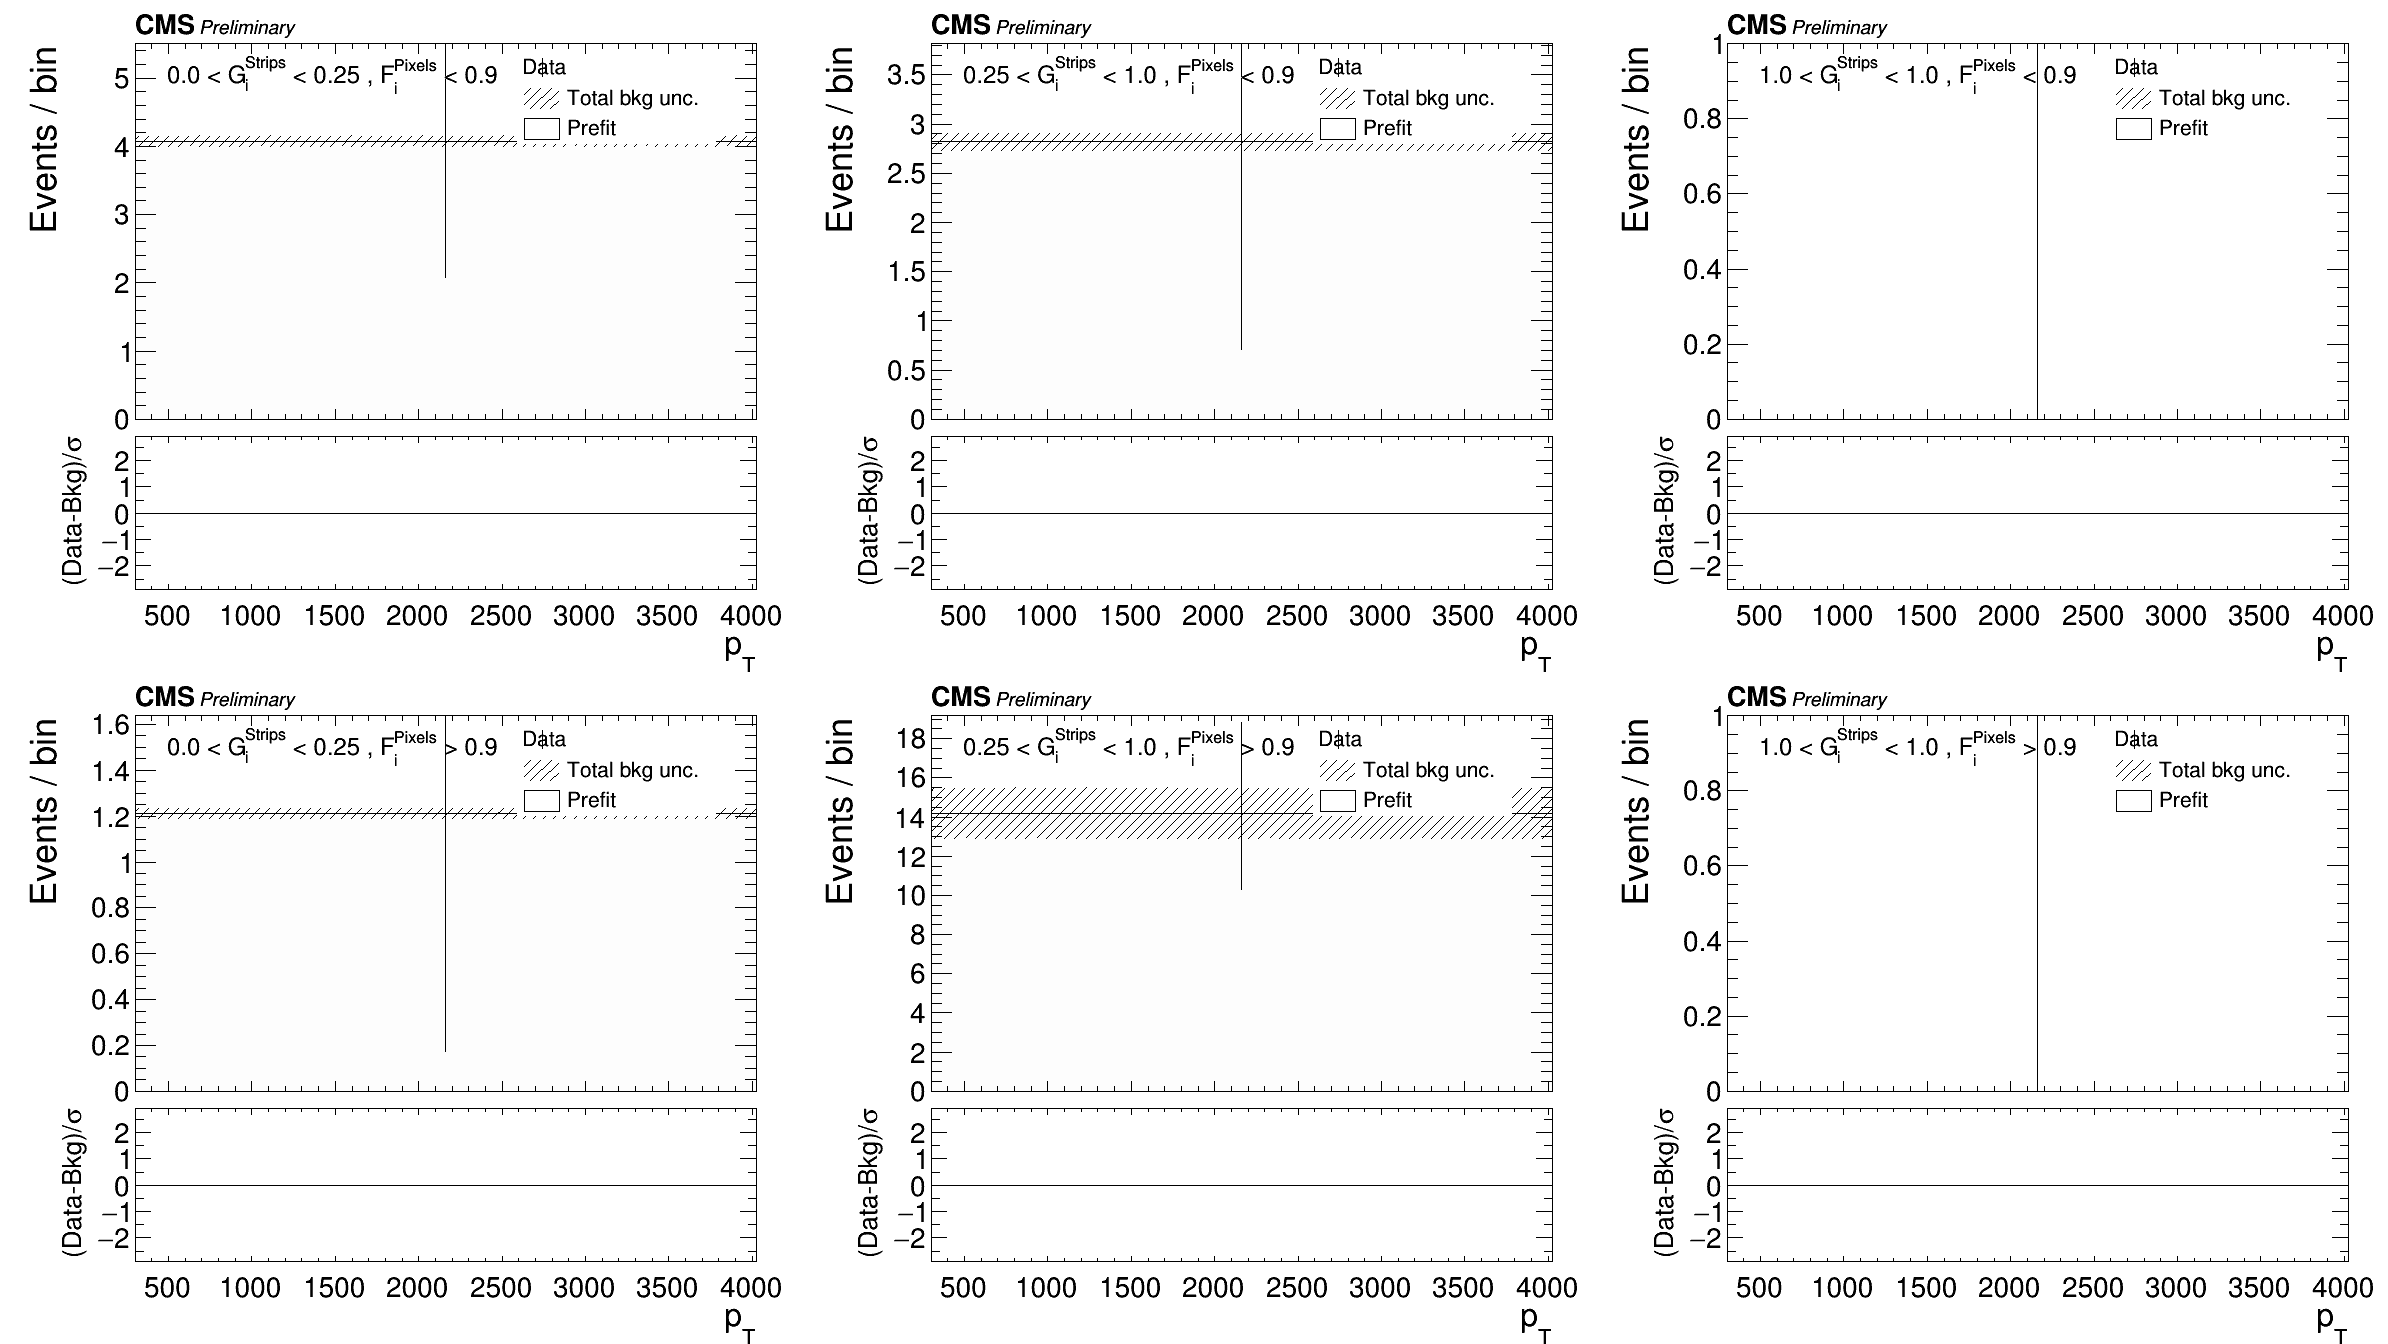 CMS Preliminary
Events / bin
0.0 < G_i^Strips < 0.25 , F_i^Pixels < 0.9
Data
Total bkg unc.
Prefit
5
4
3
2
1
0
(Data-Bkg)/σ
2
1
0
−1
−2
500 1000 1500 2000 2500 3000 3500 4000
p_T
CMS Preliminary
Events / bin
0.25 < G_i^Strips < 1.0 , F_i^Pixels < 0.9
Data
Total bkg unc.
Prefit
3.5
3
2.5
2
1.5
1
0.5
0
(Data-Bkg)/σ
2
1
0
−1
−2
500 1000 1500 2000 2500 3000 3500 4000
p_T
CMS Preliminary
Events / bin
1.0 < G_i^Strips < 1.0 , F_i^Pixels < 0.9
Data
Total bkg unc.
Prefit
1
0.8
0.6
0.4
0.2
0
(Data-Bkg)/σ
2
1
0
−1
−2
500 1000 1500 2000 2500 3000 3500 4000
p_T
CMS Preliminary
Events / bin
0.0 < G_i^Strips < 0.25 , F_i^Pixels > 0.9
Data
Total bkg unc.
Prefit
1.6
1.4
1.2
1
0.8
0.6
0.4
0.2
0
(Data-Bkg)/σ
2
1
0
−1
−2
500 1000 1500 2000 2500 3000 3500 4000
p_T
CMS Preliminary
Events / bin
0.25 < G_i^Strips < 1.0 , F_i^Pixels > 0.9
Data
Total bkg unc.
Prefit
18
16
14
12
10
8
6
4
2
0
(Data-Bkg)/σ
2
1
0
−1
−2
500 1000 1500 2000 2500 3000 3500 4000
p_T
CMS Preliminary
Events / bin
1.0 < G_i^Strips < 1.0 , F_i^Pixels > 0.9
Data
Total bkg unc.
Prefit
1
0.8
0.6
0.4
0.2
0
(Data-Bkg)/σ
2
1
0
−1
−2
500 1000 1500 2000 2500 3000 3500 4000
p_T